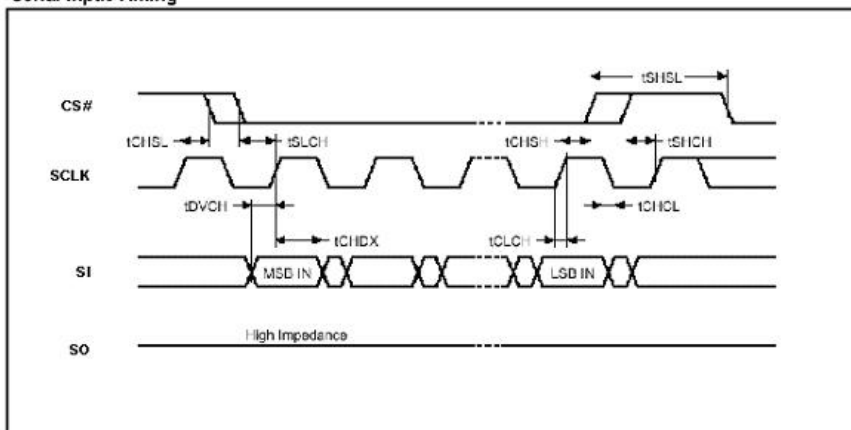 Serial Input Timing
tSHSL
CS#
tCHSL
tSLCH
tCHSH
tSHCH
SCLK
tDVCH
tCHCL
tCHDX
tCLCH
SI
MSB IN
LSB IN
High Impedance
SO